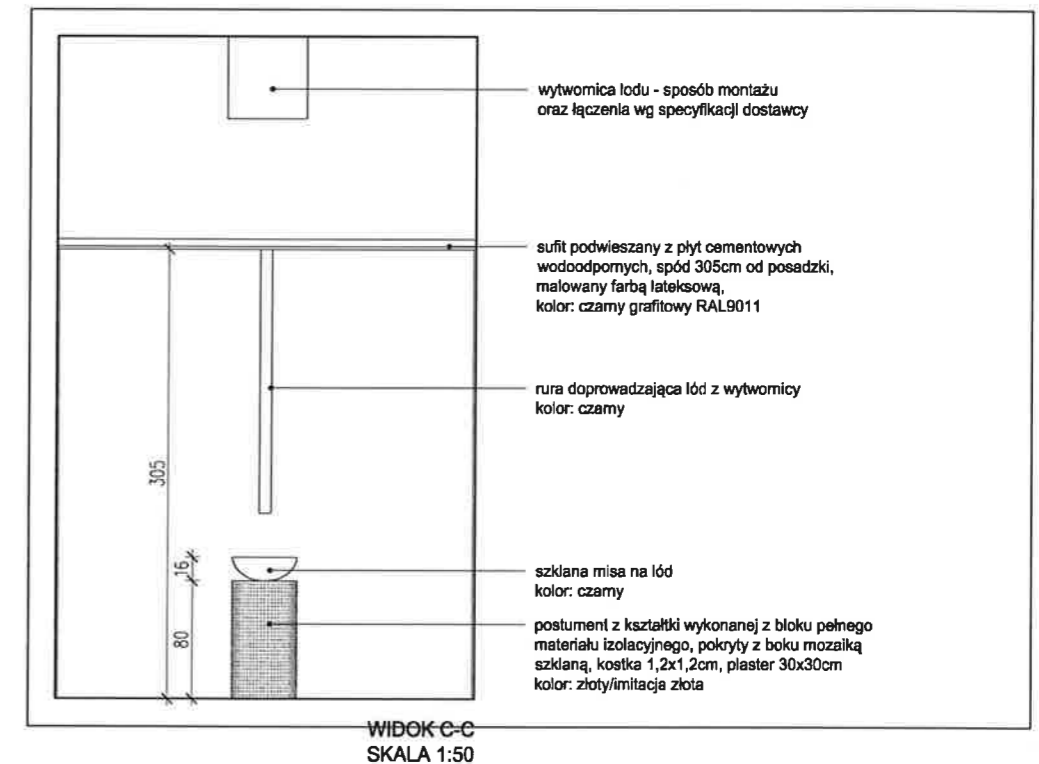 wytwornica lodu - sposób montażu
oraz łączenia wg specyfikacji dostawcy
sufit podwieszany z płyt cementowych
wodoodpornych, spód 305cm od posadzki,
malowany farbą lateksową,
kolor: czarny grafitowy RAL9011
rura doprowadzająca lód z wytwornicy
kolor: czarny
305
16
szklana misa na lód
kolor: czarny
80
postument z kształtki wykonanej z bloku pełnego
materiału izolacyjnego, pokryty z boku mozaiką
szklaną, kostka 1,2x1,2cm, plaster 30x30cm
kolor: złoty/imitacja złota
WIDOK C-C
SKALA 1:50